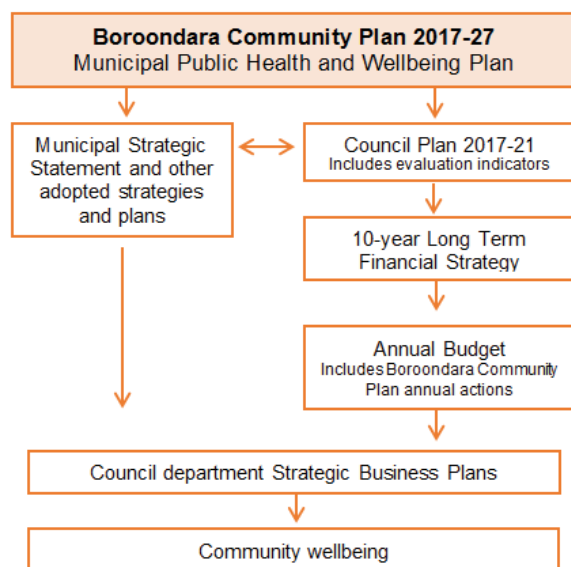 Boroondara Community Plan 2017-27
Municipal Public Health and Wellbeing Plan
Municipal Strategic
Statement and other
adopted strategies
and plans
Council Plan 2017-21
Includes evaluation indicators
10-year Long Term
Financial Strategy
Annual Budget
Includes Boroondara Community
Plan annual actions
Council department Strategic Business Plans
Community wellbeing